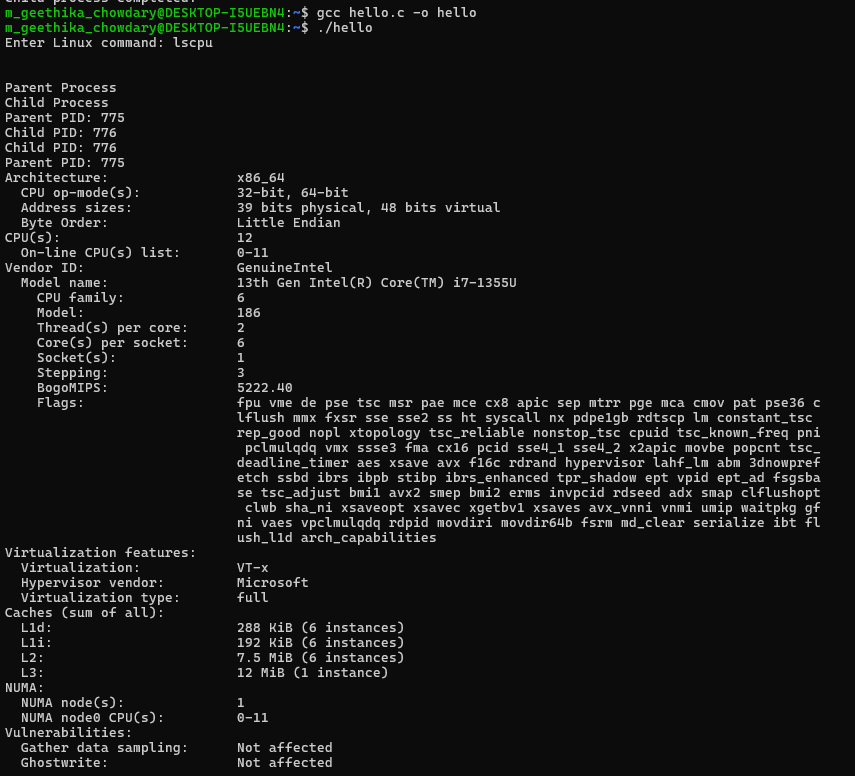 Child process completed.
m_geethika_chowdary@DESKTOP-I5UEBN4:~$ gcc hello.c -o hello
m_geethika_chowdary@DESKTOP-I5UEBN4:~$ ./hello
Enter Linux command: lscpu
Parent Process
Child Process
Parent PID: 775
Child PID: 776
Child PID: 776
Parent PID: 775
Architecture: x86_64
CPU op-mode(s): 32-bit, 64-bit
Address sizes: 39 bits physical, 48 bits virtual
Byte Order: Little Endian
CPU(s): 12
On-line CPU(s) list: 0-11
Vendor ID: GenuineIntel
Model name: 13th Gen Intel(R) Core(TM) i7-1355U
CPU family: 6
Model: 186
Thread(s) per core: 2
Core(s) per socket: 6
Socket(s): 1
Stepping: 3
BogoMIPS: 5222.40
Flags: fpu vme de pse tsc msr pae mce cx8 apic sep mtrr pge mca cmov pat pse36 c
lflush mmx fxsr sse sse2 ss ht syscall nx pdpe1gb rdtscp lm constant_tsc
rep_good nopl xtopology tsc_reliable nonstop_tsc cpuid tsc_known_freq pni
pclmulqdq vmx ssse3 fma cx16 pcid sse4_1 sse4_2 x2apic movbe popcnt tsc_
deadline_timer aes xsave avx f16c rdrand hypervisor lahf_lm abm 3dnowpref
etch ssbd ibrs ibpb stibp ibrs_enhanced tpr_shadow ept vpid ept_ad fsgsba
se tsc_adjust bmi1 avx2 smep bmi2 erms invpcid rdseed adx smap clflushopt
clwb sha_ni xsaveopt xsavec xgetbv1 xsaves avx_vnni vnmi umip waitpkg gf
ni vaes vpclmulqdq rdpid movdiri movdir64b fsrm md_clear serialize ibt fl
ush_l1d arch_capabilities
Virtualization features:
Virtualization: VT-x
Hypervisor vendor: Microsoft
Virtualization type: full
Caches (sum of all):
L1d: 288 KiB (6 instances)
L1i: 192 KiB (6 instances)
L2: 7.5 MiB (6 instances)
L3: 12 MiB (1 instance)
NUMA:
NUMA node(s): 1
NUMA node0 CPU(s): 0-11
Vulnerabilities:
Gather data sampling: Not affected
Ghostwrite: Not affected